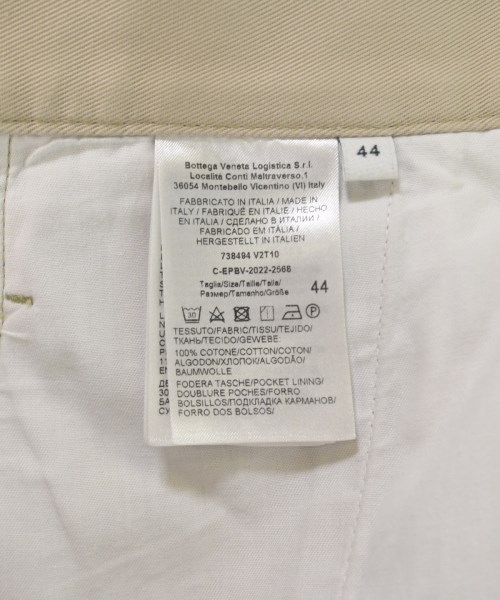 Bottega Veneta Logistica S.r.l.
Località Conti Maltraverso,1
36054 Montebello Vicentino (VI) Italy
FABBRICATO IN ITALIA / MADE IN
ITALY / FABRIQUÉ EN ITALIE / HECHO
EN ITALIA / СДЕЛАНО В ИТАЛИИ /
FABRICADO EM ITÁLIA /
HERGESTELLT IN ITALIEN
738494 V2T10
C-EPBV-2022-2568
Taglia/Size/Taille/Talla/
Размер/Tamanho/Größe
44
30
P
TESSUTO/FABRIC/TISSU/TEJIDO/
ТКАНЬ/TECIDO/GEWEBE
100% COTONE/COTTON/COTON/
ALGODON/ХЛОПОК/ALGODÃO/
BAUMWOLLE
FODERA TASCHE/POCKET LINING/
DOUBLURE POCHES/FORRO
BOLSILLOS/ПОДКЛАДКА КАРМАНОВ/
FORRO DOS BOLSOS/
44